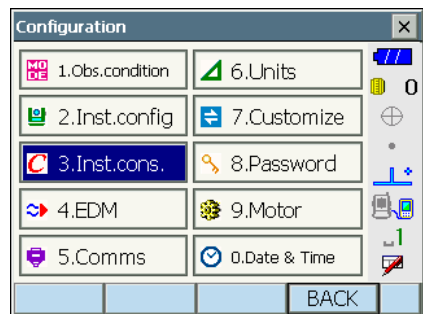 Configuration
MODE 1.Obs.condition
6.Units
2.Inst.config
7.Customize
C 3.Inst.cons.
8.Password
4.EDM
9.Motor
5.Comms
0.Date & Time
0
1
BACK